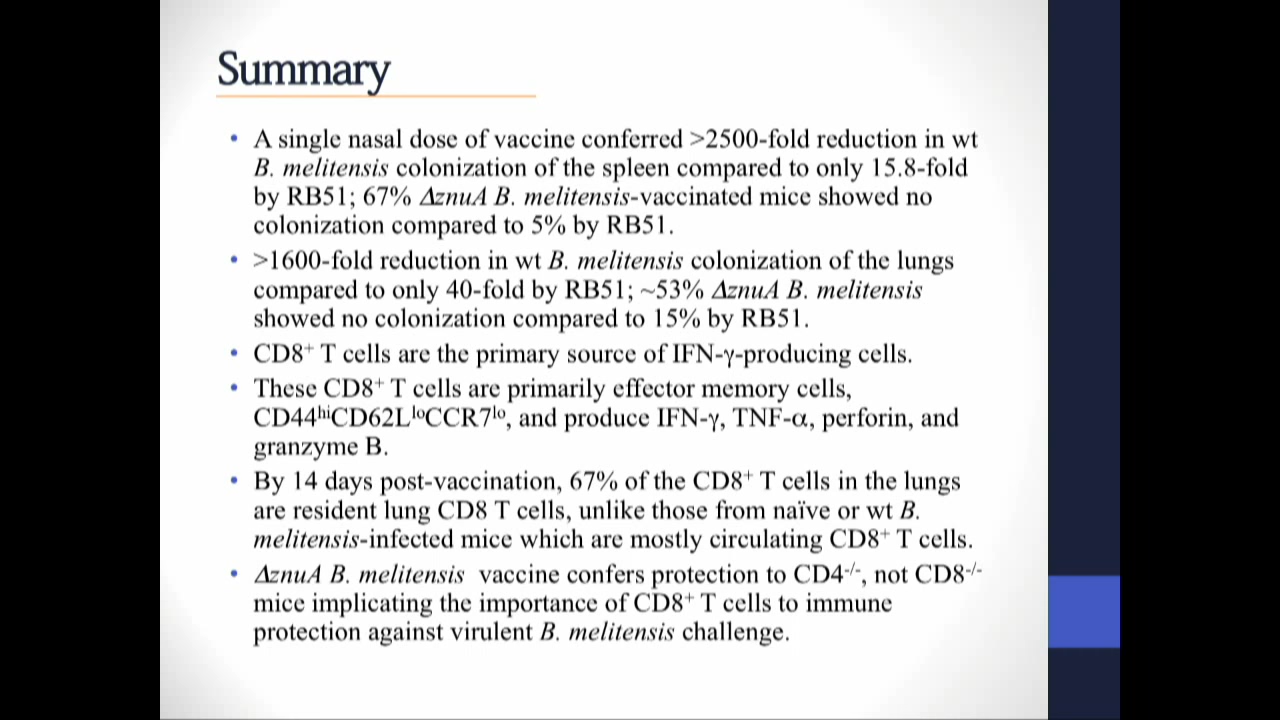 Summary
• A single nasal dose of vaccine conferred >2500-fold reduction in wt
B. melitensis colonization of the spleen compared to only 15.8-fold
by RB51; 67% ΔznuA B. melitensis-vaccinated mice showed no
colonization compared to 5% by RB51.
• >1600-fold reduction in wt B. melitensis colonization of the lungs
compared to only 40-fold by RB51; ~53% ΔznuA B. melitensis
showed no colonization compared to 15% by RB51.
• CD8⁺ T cells are the primary source of IFN-γ-producing cells.
• These CD8⁺ T cells are primarily effector memory cells,
CD44ʰⁱCD62LˡᵒCCR7ˡᵒ, and produce IFN-γ, TNF-α, perforin, and
granzyme B.
• By 14 days post-vaccination, 67% of the CD8⁺ T cells in the lungs
are resident lung CD8 T cells, unlike those from naïve or wt B.
melitensis-infected mice which are mostly circulating CD8⁺ T cells.
• ΔznuA B. melitensis vaccine confers protection to CD4⁻/⁻, not CD8⁻/⁻
mice implicating the importance of CD8⁺ T cells to immune
protection against virulent B. melitensis challenge.